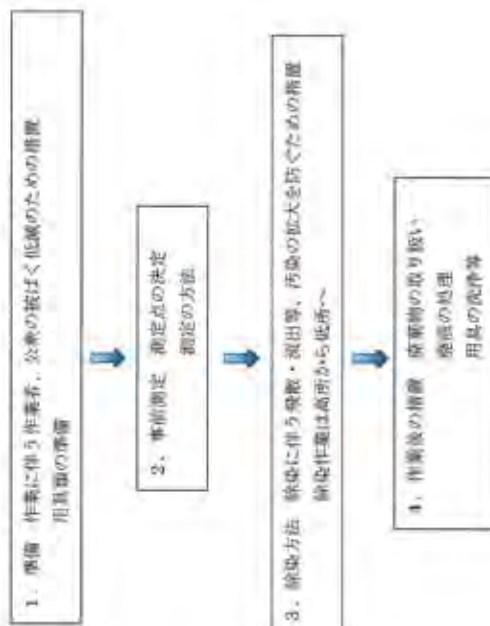 1．準備　作業に伴う作業者、公衆の被ばく低減のための措置
用具類の準備
2．事前測定　測定点の決定
測定の方法
3．除染方法　除染に伴う飛散・流出等、汚染の拡大を防ぐための措置
除染作業は高所から低所へ
4．作業後の措置　廃棄物の取り扱い
排水の処理
用具の洗浄等